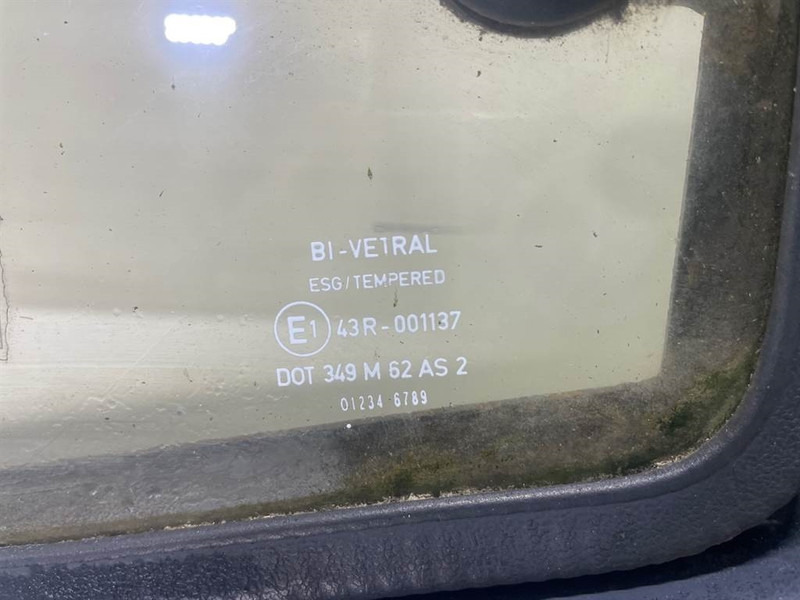 BI-VETRAL
ESG/TEMPERED
E1 43R-001137
DOT 349 M 62 AS 2
01234 6789